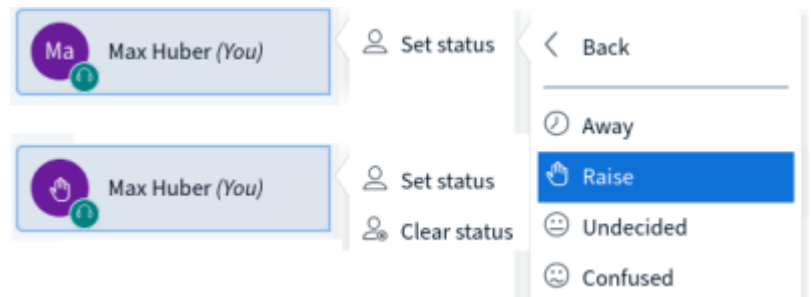 Ma
Max Huber (You)
Set status
Back
Away
Max Huber (You)
Set status
Clear status
Raise
Undecided
Confused